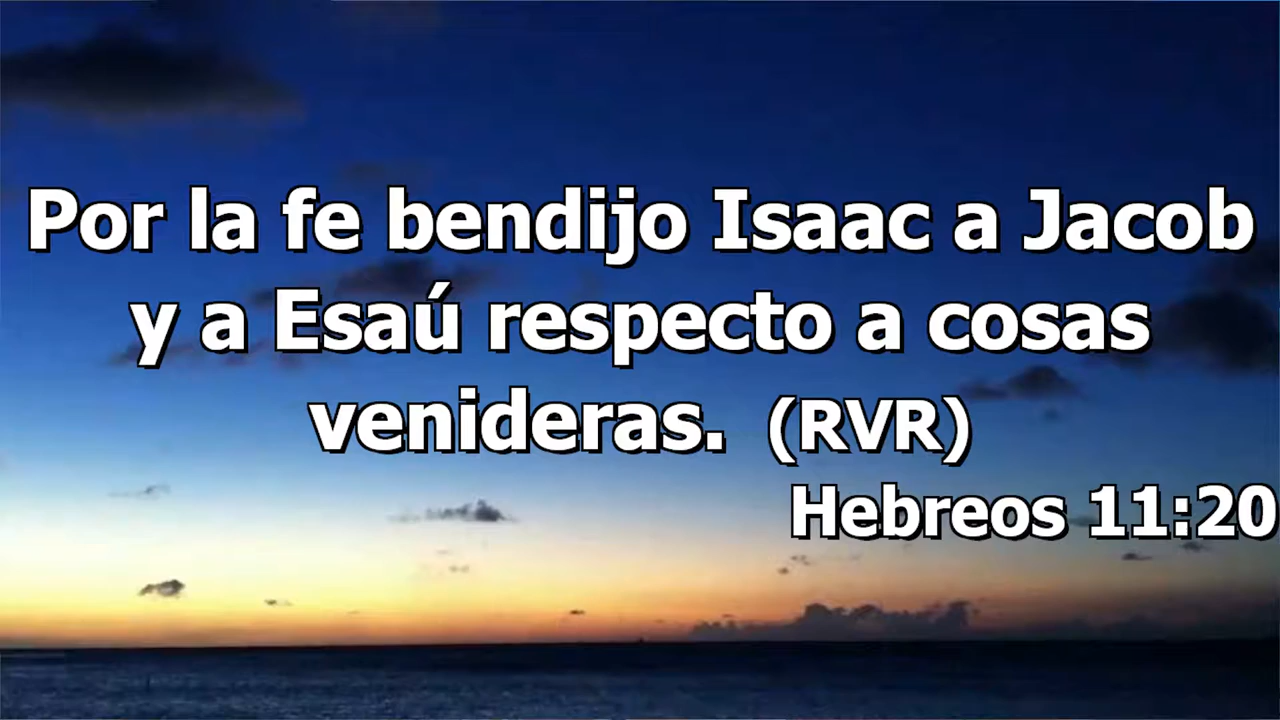 Por la fe bendijo Isaac a Jacob
y a Esaú respecto a cosas
venideras. (RVR)
Hebreos 11:20